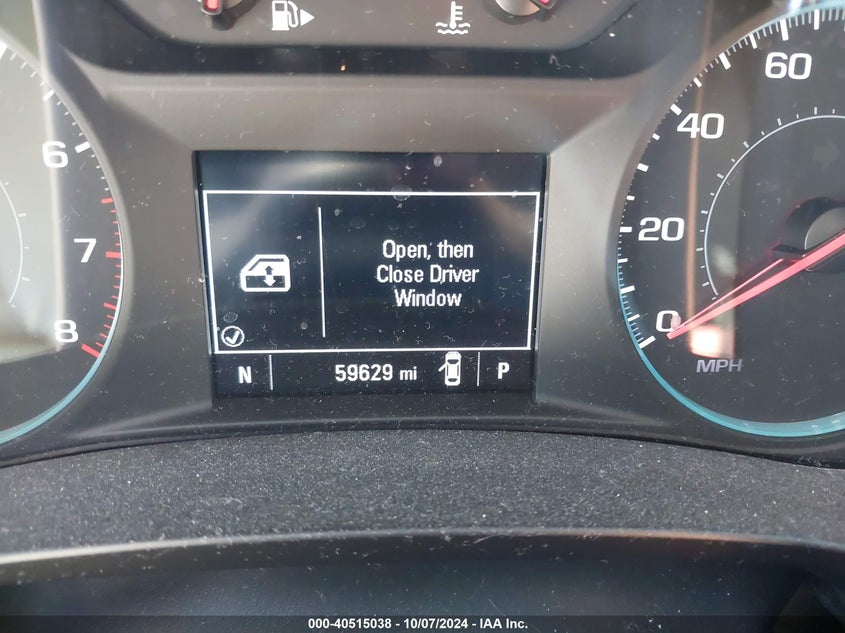 60
6
40
7
20
Open, then
Close Driver
Window
8
0
N
59629 mi
P
MPH
000-40515038 - 10/07/2024 - IAA Inc.